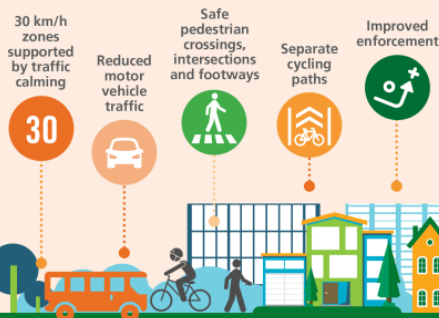 30 km/h
zones
supported
by traffic
calming
30
Reduced
motor
vehicle
traffic
Safe
pedestrian
crossings,
intersections
and footways
Separate
cycling
paths
Improved
enforcement